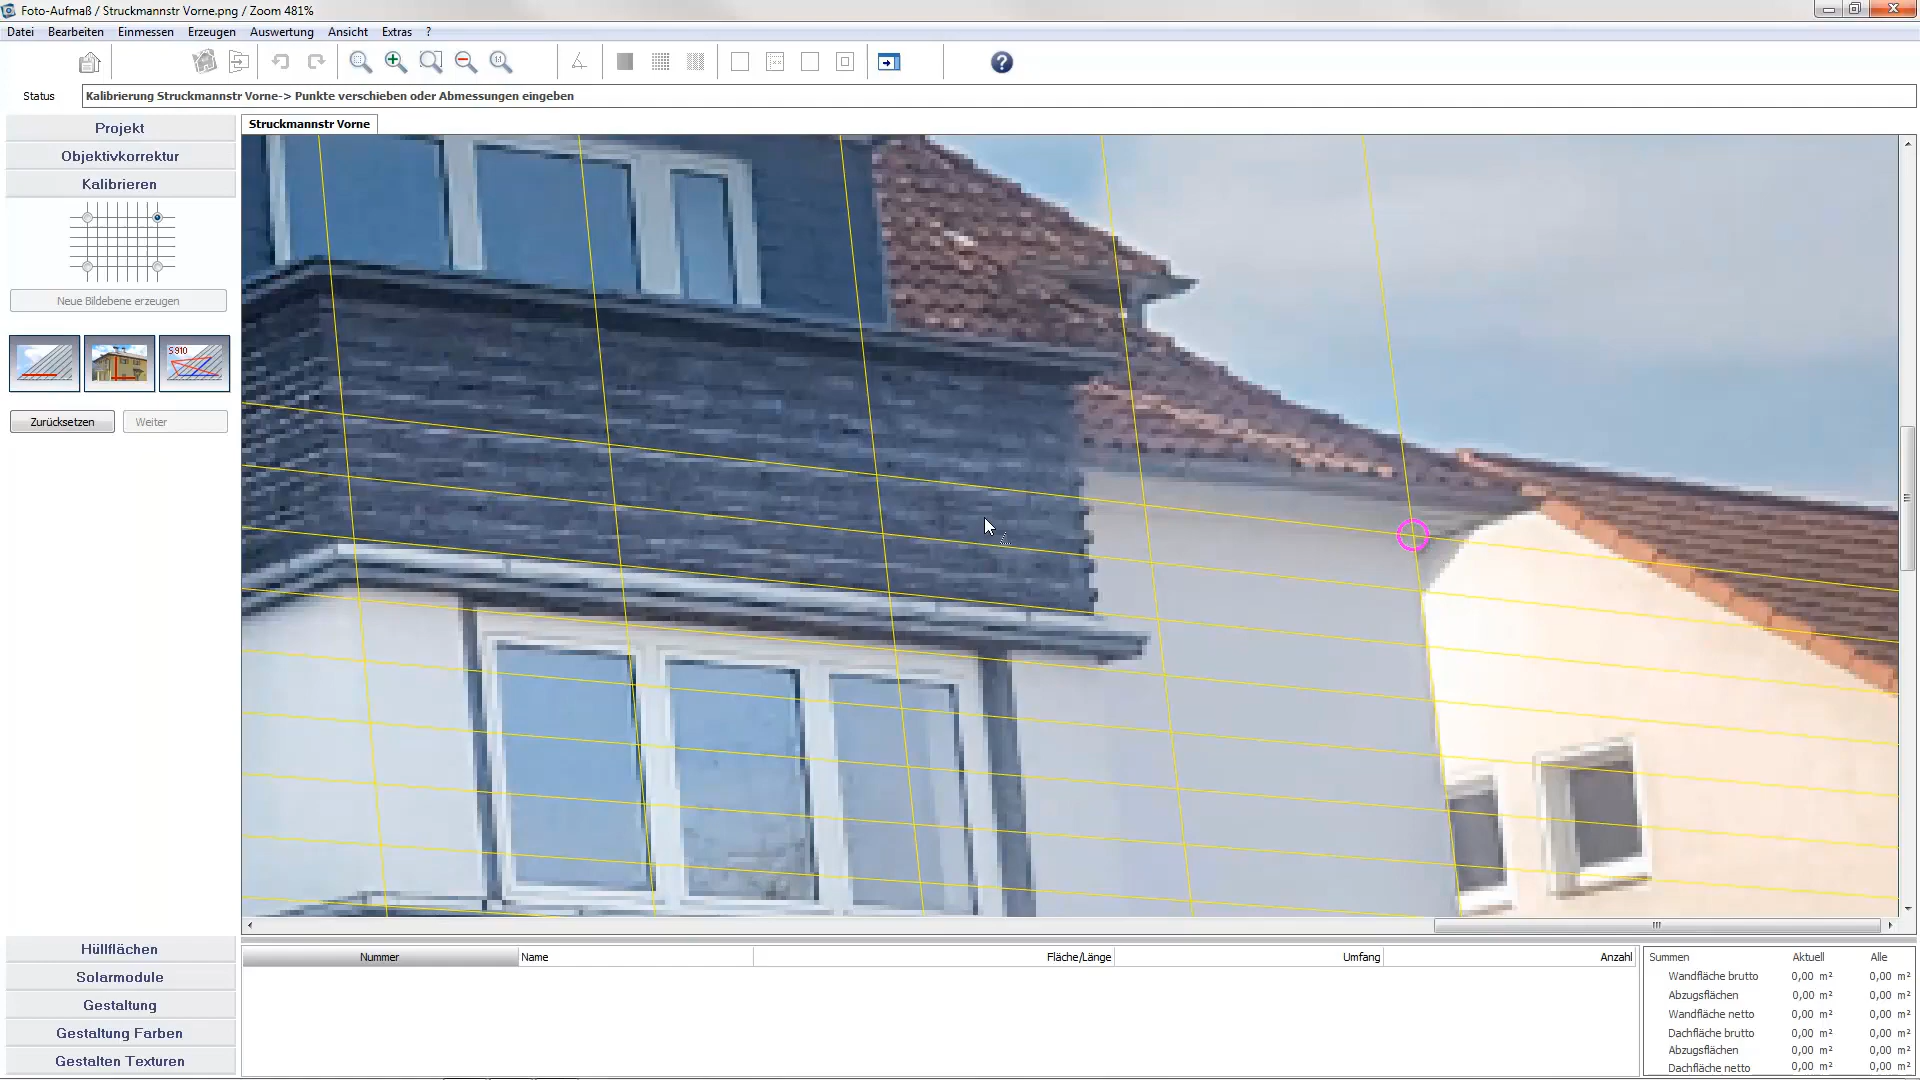 Foto-Aufmaß / Struckmannstr Vorne.png / Zoom 481%
Datei Bearbeiten Einmessen Erzeugen Auswertung Ansicht Extras ?
Status
Kalibrierung Struckmannstr Vorne-> Punkte verschieben oder Abmessungen eingeben
Projekt
Objektivkorrektur
Kalibrieren
Neue Bildebene erzeugen
S910
Zurücksetzen
Weiter
Struckmannstr Vorne
Hüllflächen
Solarmodule
Gestaltung
Gestaltung Farben
Gestalten Texturen
Nummer Name Fläche/Länge Umfang Anzahl
Summen Aktuell Alle
Wandfläche brutto 0,00 m² 0,00 m²
Abzugsflächen 0,00 m² 0,00 m²
Wandfläche netto 0,00 m² 0,00 m²
Dachfläche brutto 0,00 m² 0,00 m²
Abzugsflächen 0,00 m² 0,00 m²
Dachfläche netto 0,00 m² 0,00 m²